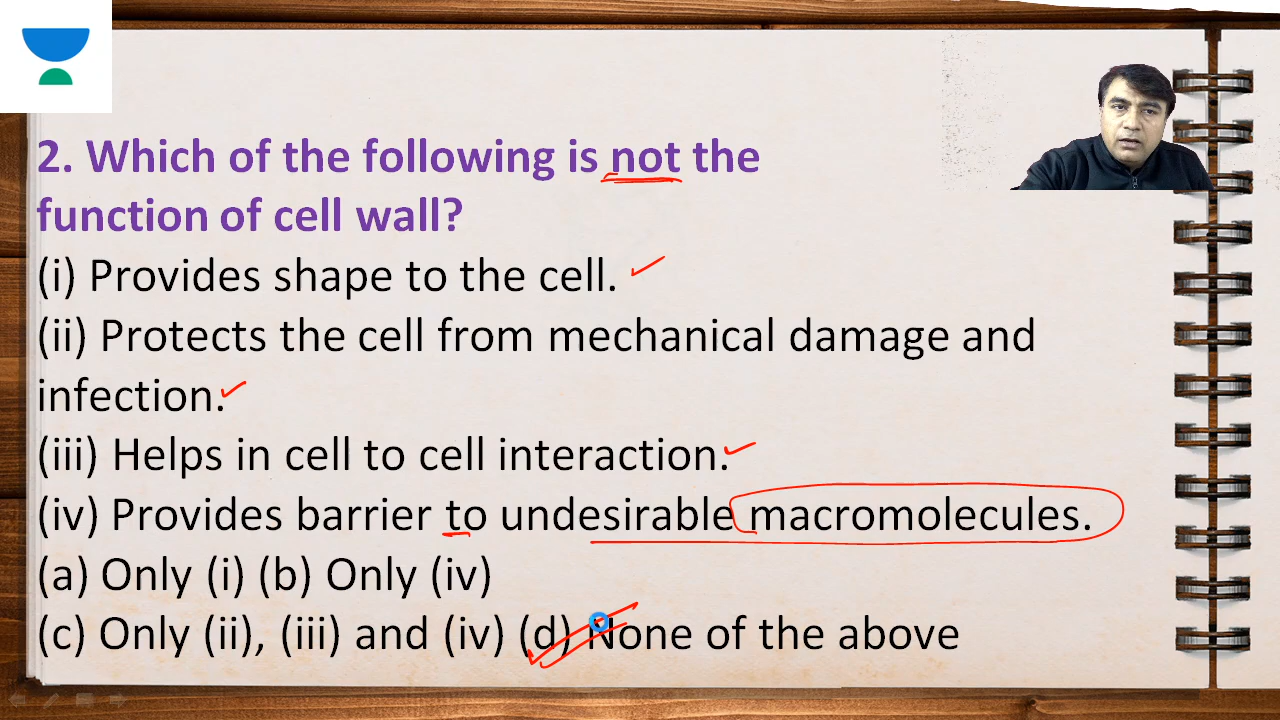 2. Which of the following is not the
function of cell wall?
(i) Provides shape to the cell.
(ii) Protects the cell from mechanical damage and
infection.
(iii) Helps in cell to cell interaction.
(iv) Provides barrier to undesirable macromolecules.
(a) Only (i) (b) Only (iv)
(c) Only (ii), (iii) and (iv) (d) None of the above